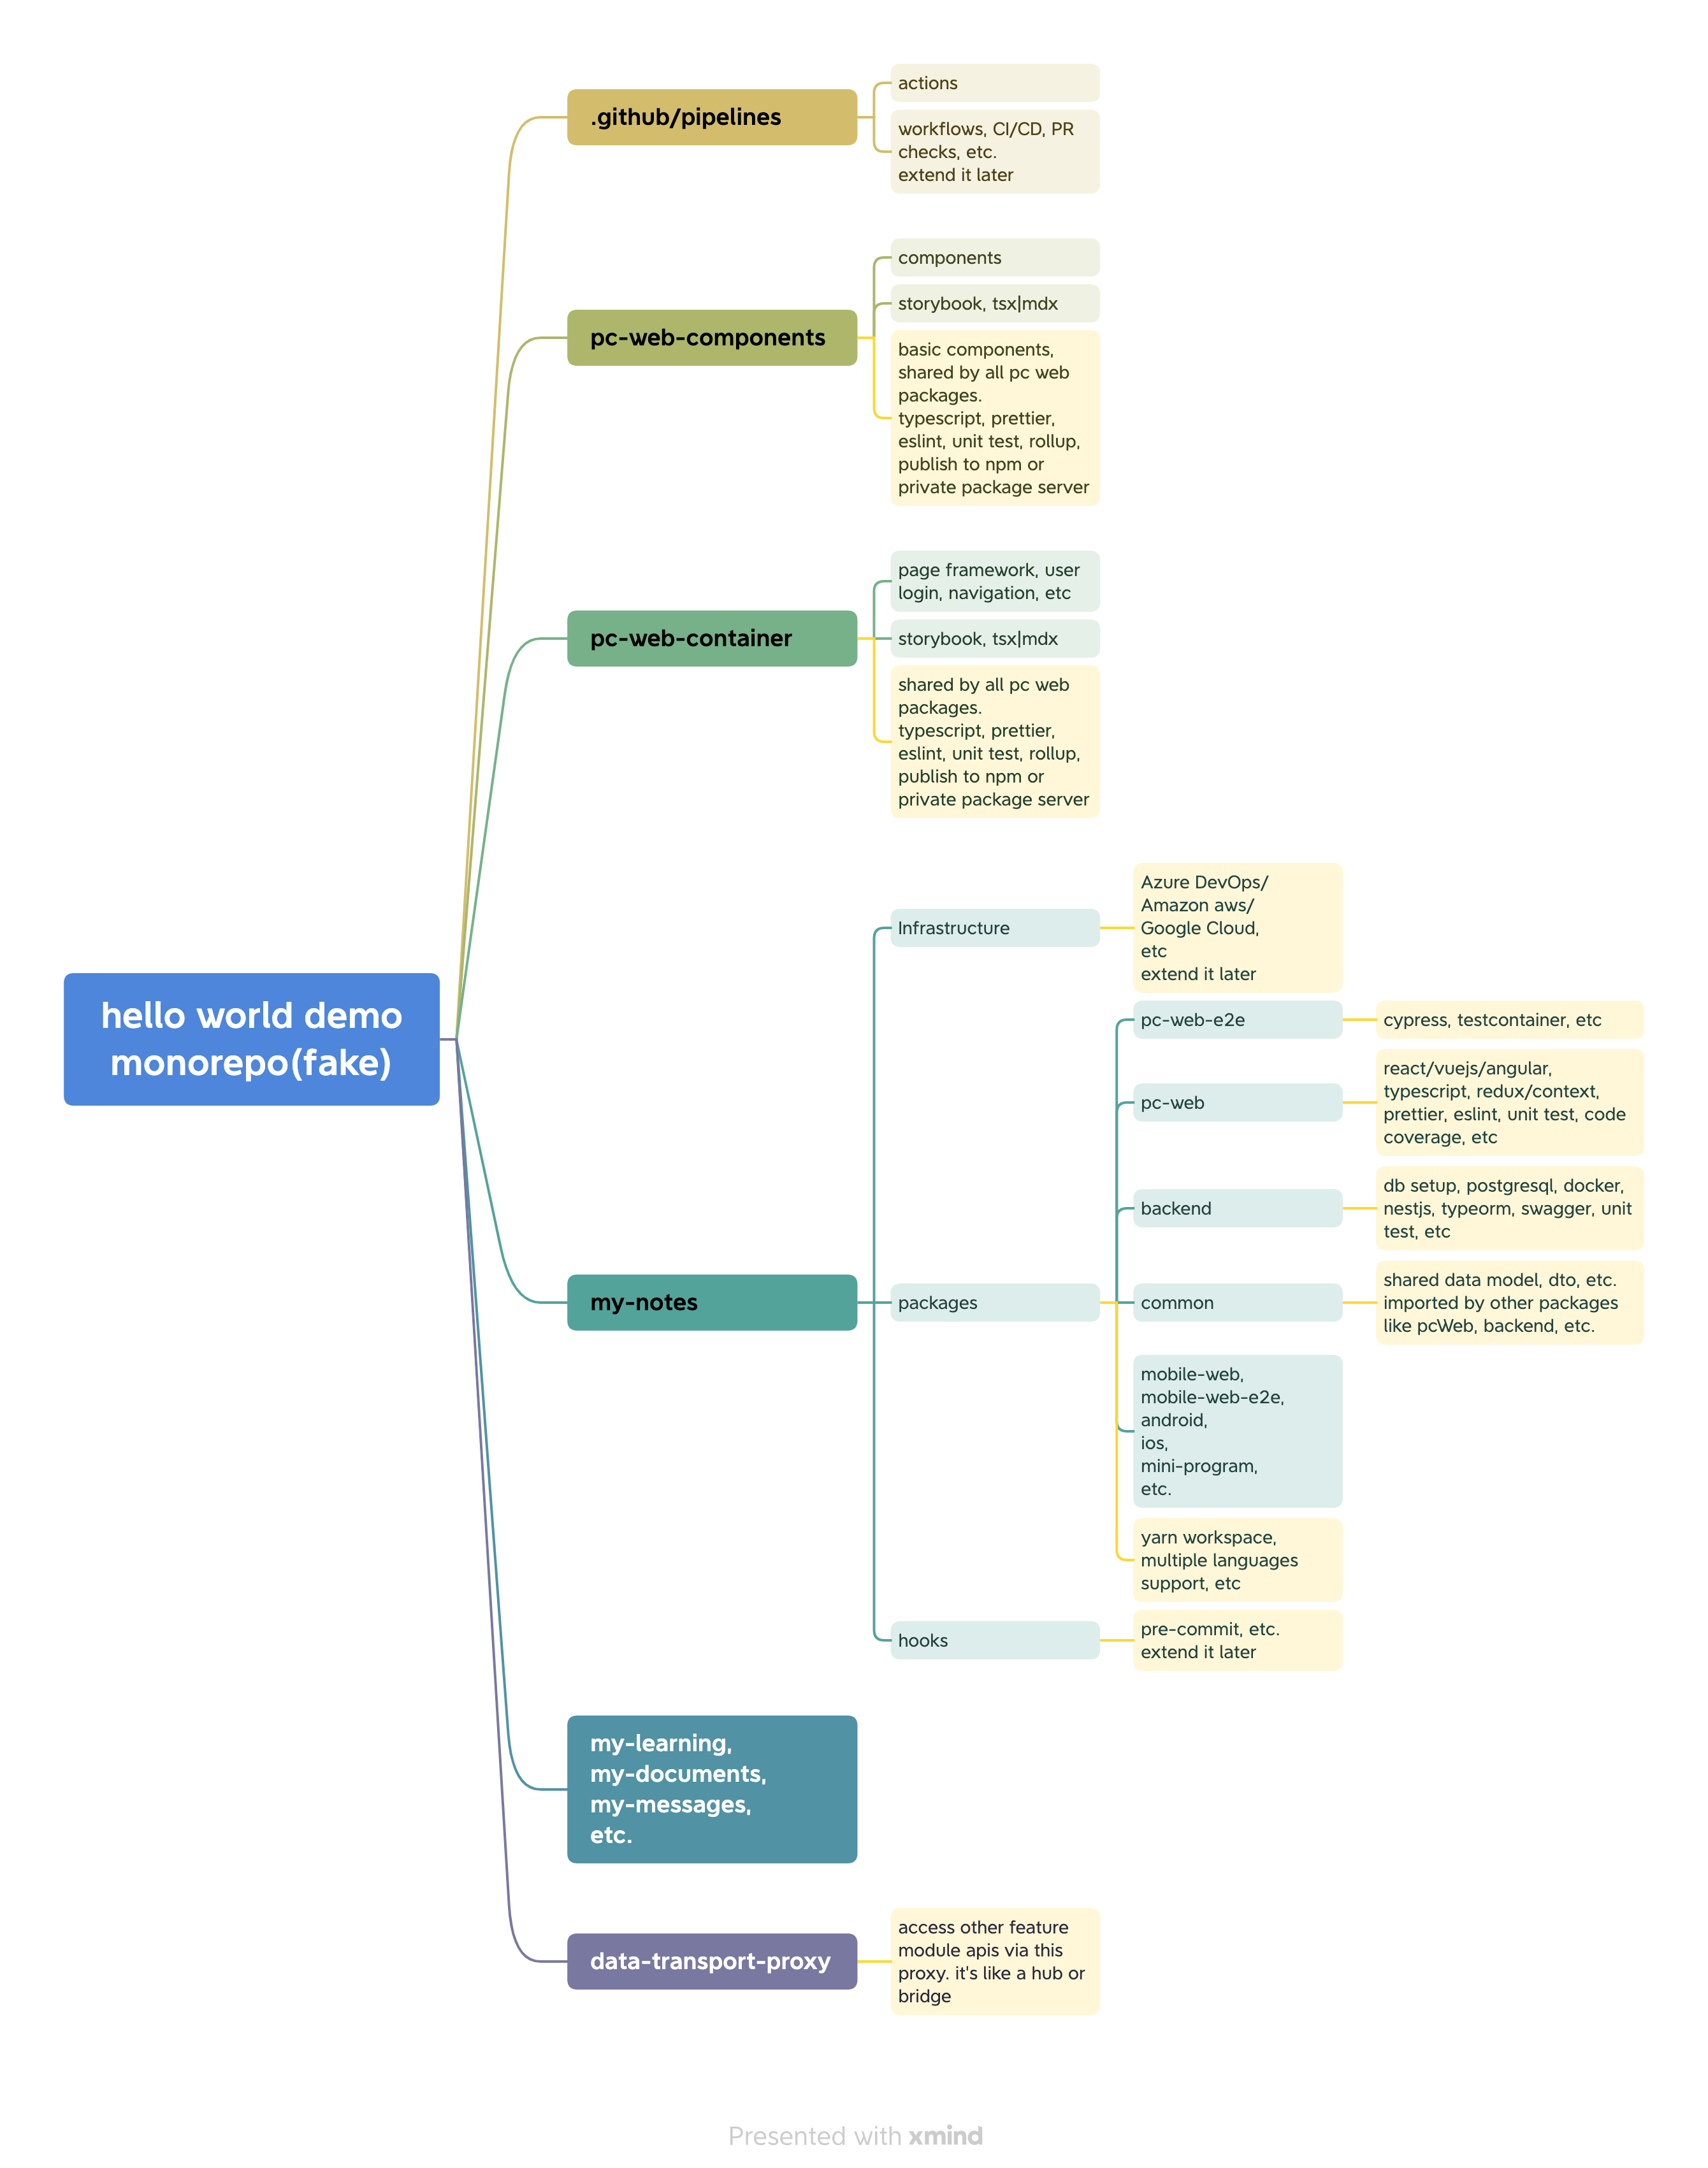 .github/pipelines
actions
workflows, CI/CD, PR
checks, etc.
extend it later
pc-web-components
components
storybook, tsx|mdx
basic components,
shared by all pc web
packages.
typescript, prettier,
eslint, unit test, rollup,
publish to npm or
private package server
pc-web-container
page framework, user
login, navigation, etc
storybook, tsx|mdx
shared by all pc web
packages.
typescript, prettier,
eslint, unit test, rollup,
publish to npm or
private package server
hello world demo
monorepo(fake)
my-notes
Infrastructure
Azure DevOps/
Amazon aws/
Google Cloud,
etc
extend it later
packages
pc-web-e2e
cypress, testcontainer, etc
pc-web
react/vuejs/angular,
typescript, redux/context,
prettier, eslint, unit test, code
coverage, etc
backend
db setup, postgresql, docker,
nestjs, typeorm, swagger, unit
test, etc
common
shared data model, dto, etc.
imported by other packages
like pcWeb, backend, etc.
mobile-web,
mobile-web-e2e,
android,
ios,
mini-program,
etc.
yarn workspace,
multiple languages
support, etc
hooks
pre-commit, etc.
extend it later
my-learning,
my-documents,
my-messages,
etc.
data-transport-proxy
access other feature
module apis via this
proxy. it's like a hub or
bridge
Presented with xmind